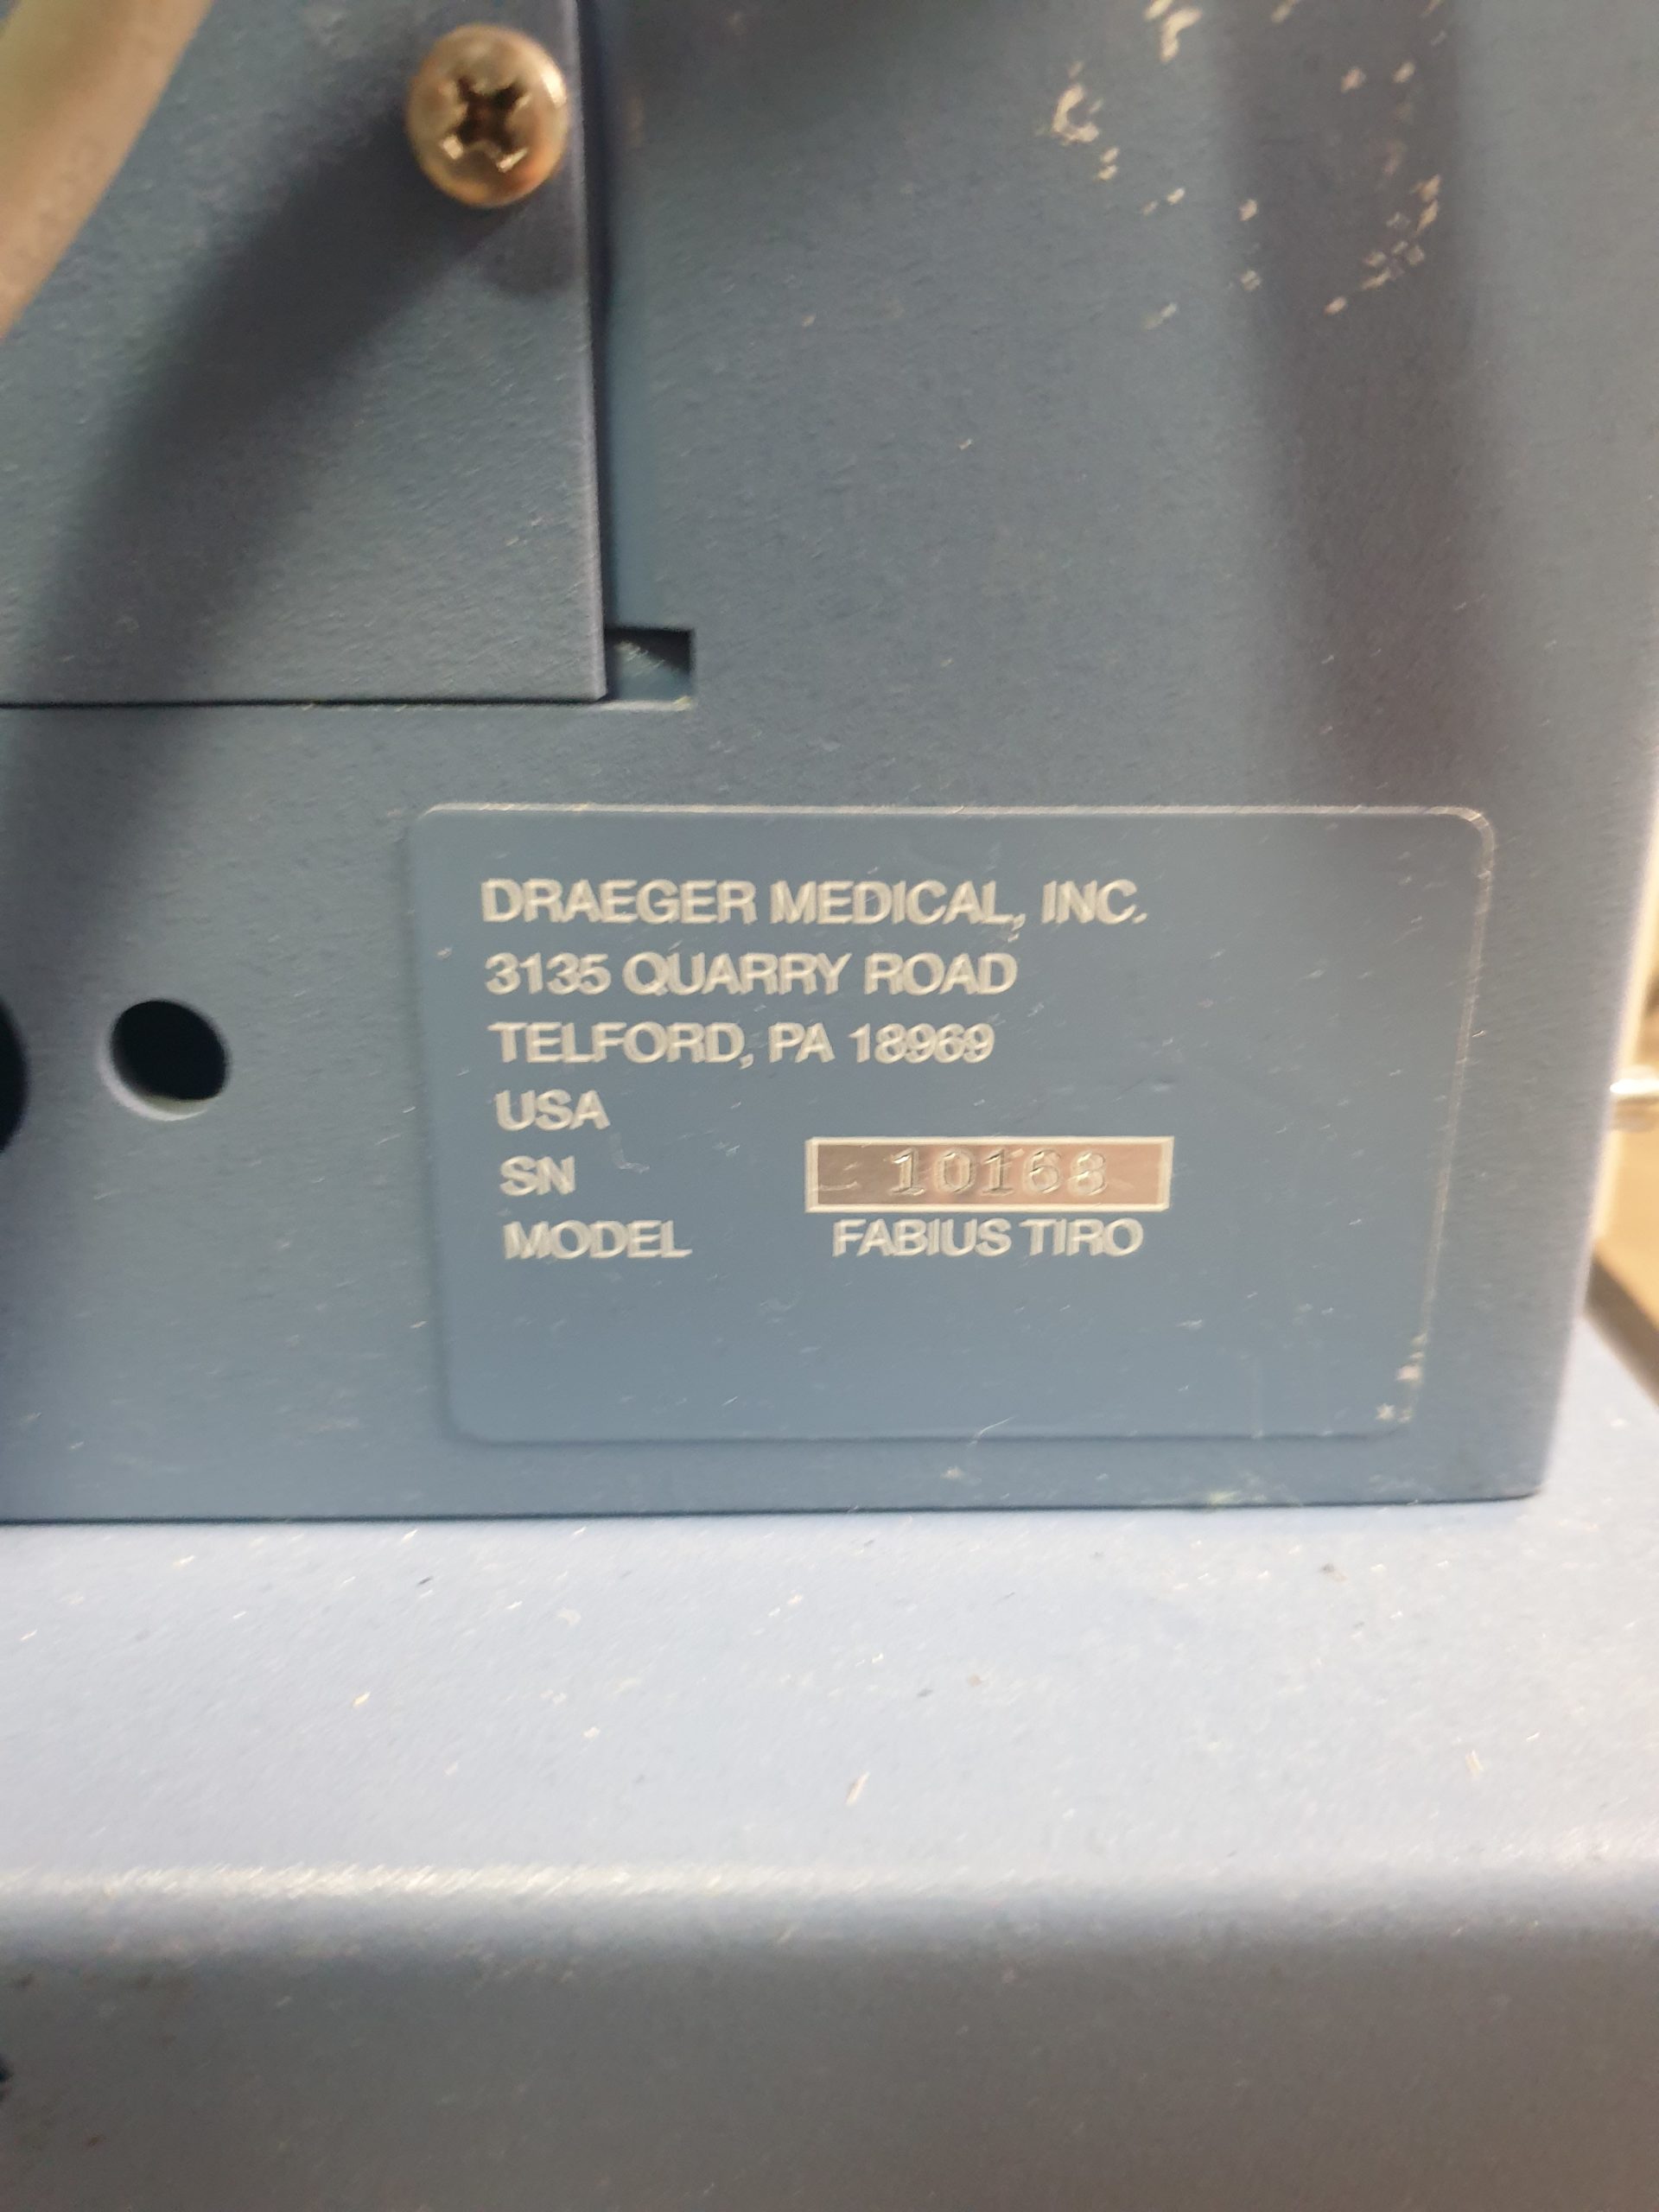 DRAEGER MEDICAL, INC.
3135 QUARRY ROAD
TELFORD, PA 18969
USA
SN 10168
MODEL FABIUS TIRO